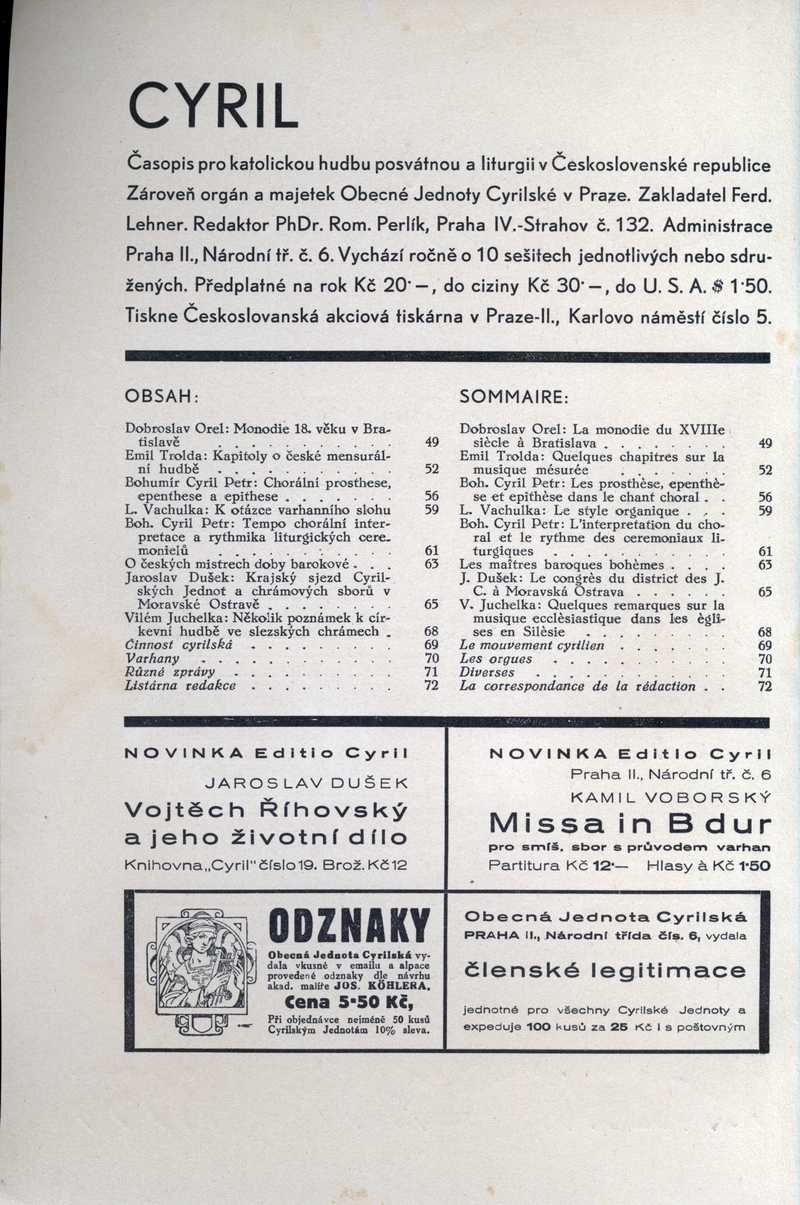 CYRIL
Časopis pro katolickou hudbu posvátnou a liturgii v Československé republice
Zároveň orgán a majetek Obecné Jednoty Cyrilské v Praze. Zakladatel Ferd.
Lehner. Redaktor PhDr. Rom. Perlík, Praha IV.-Strahov č. 132. Administrace
Praha II., Národní tř. č. 6. Vychází ročně o 10 sešitech jednotlivých nebo sdru-
žených. Předplatné na rok Kč 20·—, do ciziny Kč 30·—, do U. S. A. $ 1·50.
Tiskne Českoslovanská akciová tiskárna v Praze-II., Karlovo náměstí číslo 5.
OBSAH:
Dobroslav Orel: Monodie 18. věku v Bra-
tislavě . . . . . . . . . . . 49
Emil Trolda: Kapitoly o české mensurál-
ní hudbě . . . . . . . . . . 52
Bohumír Cyril Petr: Chorální prosthese,
epenthese a epithese . . . . . . . 56
L. Vachulka: K otázce varhanního slohu 59
Boh. Cyril Petr: Tempo chorální inter-
pretace a rythmika liturgických cere-
monielů . . . . . . . . . . 61
O českých mistrech doby barokové . . . 63
Jaroslav Dušek: Krajský sjezd Cyril-
ských Jednot a chrámových sborů v
Moravské Ostravě . . . . . . . . 65
Vilém Juchelka: Několik poznámek k cír-
kevní hudbě ve slezských chrámech . 68
Činnost cyrilská . . . . . . . . . 69
Varhany . . . . . . . . . . . . 70
Různé zprávy . . . . . . . . . . 71
Listárna redakce . . . . . . . . . 72
SOMMAIRE:
Dobroslav Orel: La monodie du XVIIIe
siècle à Bratislava . . . . . . . . 49
Emil Trolda: Quelques chapitres sur la
musique mésurée . . . . . . . 52
Boh. Cyril Petr: Les prosthèse, epenthè-
se et epithèse dans le chant choral . . 56
L. Vachulka: Le style organique . . . 59
Boh. Cyril Petr: L'interpretation du cho-
ral et le rythme des ceremoniaux li-
turgiques . . . . . . . . . . . 61
Les maîtres baroques bohèmes . . . . 63
J. Dušek: Le congrès du district des J.
C. à Moravská Ostrava . . . . . . 65
V. Juchelka: Quelques remarques sur la
musique ecclèsiastique dans les ègli-
ses en Silèsie . . . . . . . . . 68
Le mouvement cyrilien . . . . . . . 69
Les orgues . . . . . . . . . . . 70
Diverses . . . . . . . . . . . . 71
La correspondance de la rédaction . . 72
NOVINKA Editio Cyril
JAROSLAV DUŠEK
Vojtěch Říhovský
a jeho životní dílo
Knihovna „Cyril" číslo 19. Brož. Kč 12
NOVINKA Editio Cyril
Praha II., Národní tř. č. 6
KAMIL VOBORSKÝ
Missa in B dur
pro smíš. sbor s průvodem varhan
Partitura Kč 12·— Hlasy à Kč 1·50
ODZNAKY
Obecná Jednota Cyrilská vy-
dala vkusné v emailu a alpace
provedené odznaky dle návrhu
akad. malíře JOS. KÖHLERA.
Cena 5·50 Kč,
Při objednávce nejméně 50 kusů
Cyrilským Jednotám 10% sleva.
Obecná Jednota Cyrilská
PRAHA II., Národní třída čís. 6, vydala
členské legitimace
jednotné pro všechny Cyrilské Jednoty a
expeduje 100 kusů za 25 Kč i s poštovným